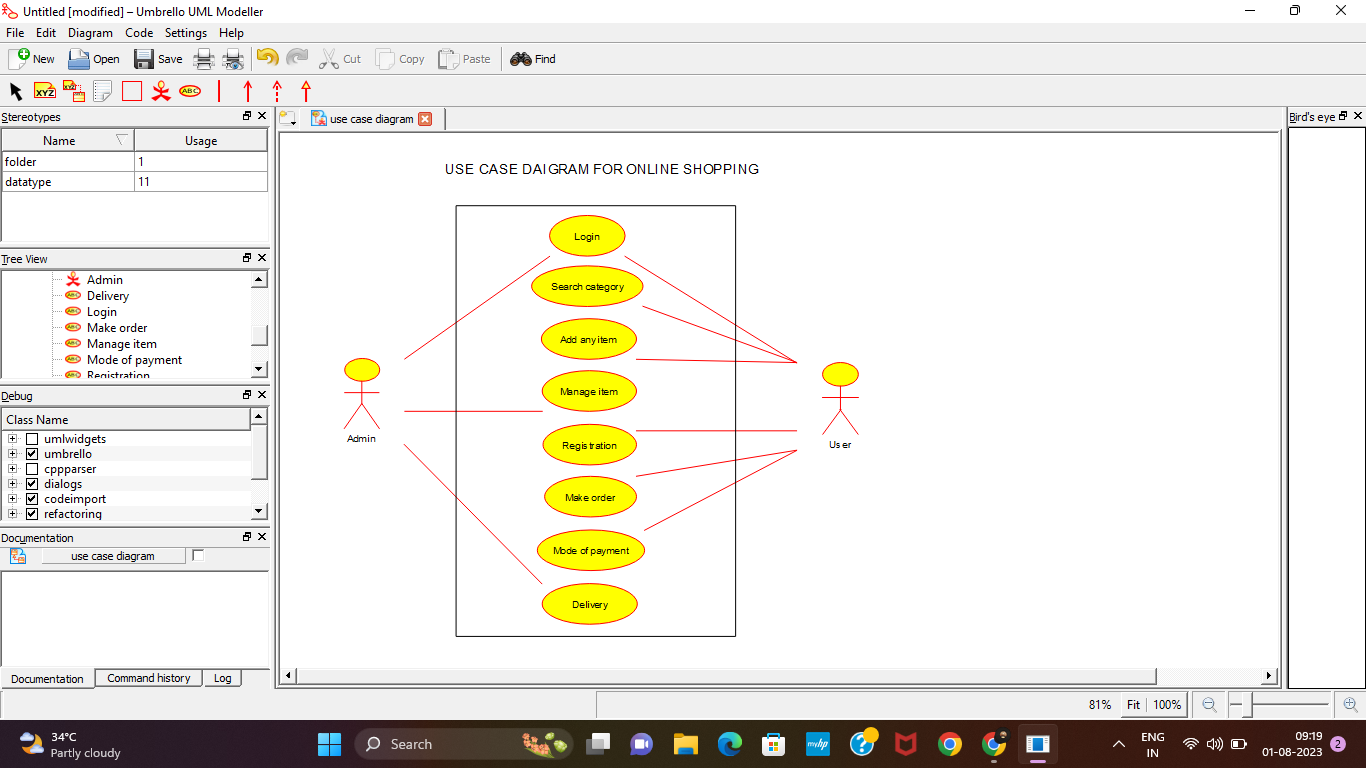 Untitled [modified] – Umbrello UML Modeller
File Edit Diagram Code Settings Help
New Open Save Cut Copy Paste Find
XYZ XYZ ABC
Stereotypes
use case diagram
Bird's eye
Name Usage
folder 1
datatype 11
Tree View
Admin
Delivery
Login
Make order
Manage item
Mode of payment
Registration
Debug
Class Name
umlwidgets
umbrello
cppparser
dialogs
codeimport
refactoring
Documentation
use case diagram
Documentation Command history Log
USE CASE DAIGRAM FOR ONLINE SHOPPING
Login
Search category
Add any item
Manage item
Registration
Make order
Mode of payment
Delivery
Admin
User
81% Fit 100%
34°C
Partly cloudy
Search
myhp
ENG
IN
09:19
01-08-2023
2